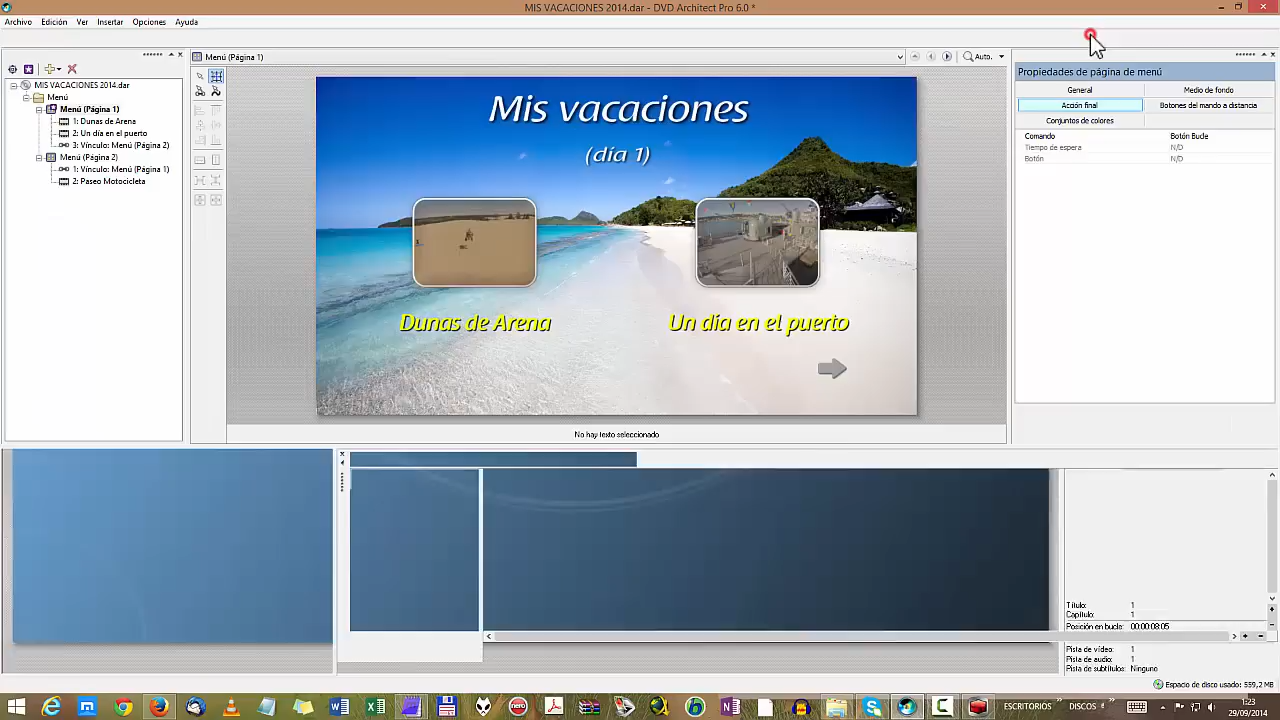 MIS VACACIONES 2014.dar - DVD Architect Pro 6.0 *
Archivo Edición Ver Insertar Opciones Ayuda
MIS VACACIONES 2014.dar
Menú
Menú (Página 1)
1: Dunas de Arena
2: Un día en el puerto
3: Vínculo: Menú (Página 2)
Menú (Página 2)
1: Vínculo: Menú (Página 1)
2: Paseo Motocicleta
Menú (Página 1)
Auto.
Mis vacaciones
(día 1)
Dunas de Arena
Un día en el puerto
No hay texto seleccionado
Propiedades de página de menú
General Medio de fondo
Acción final Botones del mando a distancia
Conjuntos de colores
Comando Botón Bude
Tiempo de espera N/D
Botón N/D
Título: 1
Capítulo: 1
Posición en bucle: 00:00:08:05
Pista de vídeo: 1
Pista de audio: 1
Pista de subtítulos: Ninguno
Espacio de disco usado: 559,2 MB
ESCRITORIOS DISCOS
1:23
29/09/2014